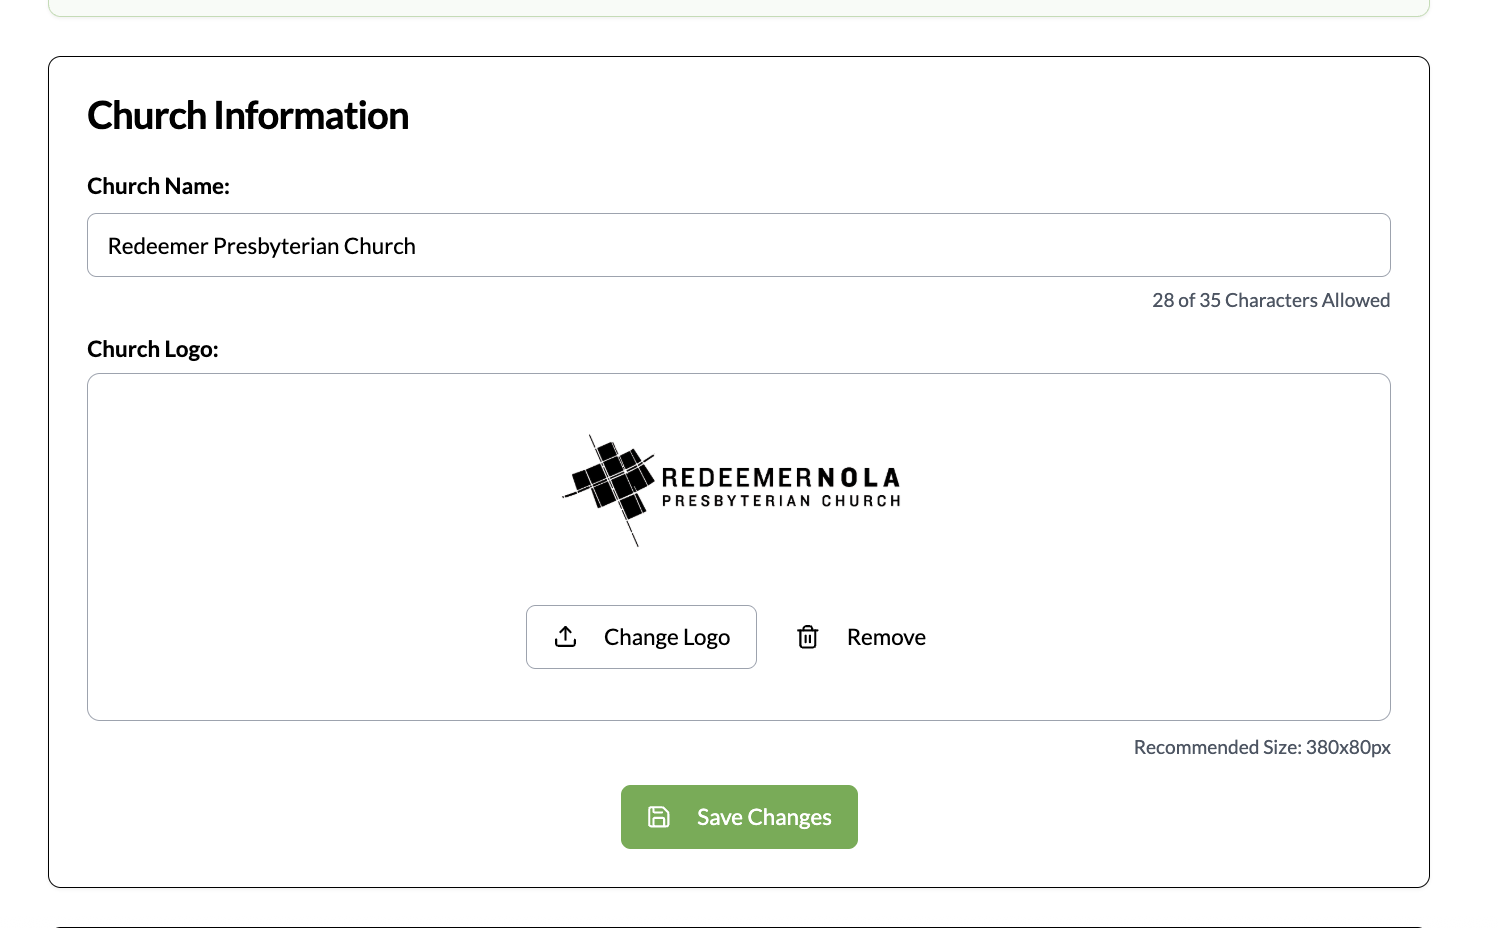 Church Information
Church Name:
Redeemer Presbyterian Church
28 of 35 Characters Allowed
Church Logo:
REDEEMERNOLA
PRESBYTERIAN CHURCH
Change Logo
Remove
Recommended Size: 380x80px
Save Changes